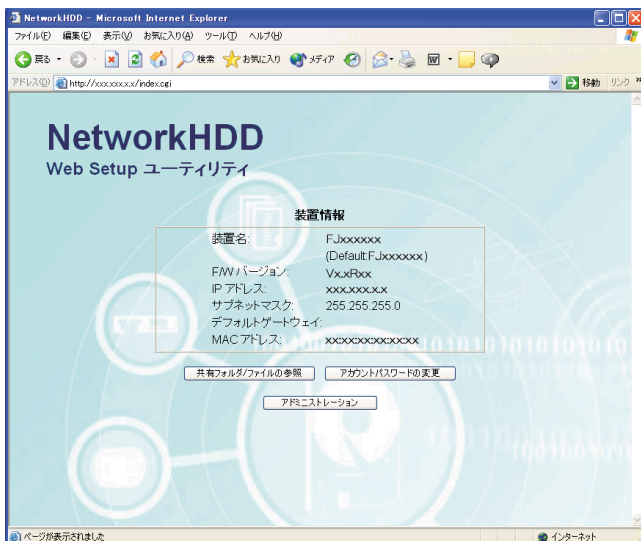 NetworkHDD - Microsoft Internet Explorer
ファイル(F) 編集(E) 表示(V) お気に入り(A) ツール(T) ヘルプ(H)
戻る 検索 お気に入り メディア
アドレス(D) http://xxx.xxx.x.x/index.cgi 移動 リンク »
NetworkHDD
Web Setup ユーティリティ
装置情報
装置名: FJxxxxxx
(Default:FJxxxxxx)
F/W バージョン: VxxRxx
IP アドレス: xxx.xxx.x.x
サブネットマスク: 255.255.255.0
デフォルトゲートウェイ:
MAC アドレス: xx:xx:xx:xx:xx:xx
共有フォルダ/ファイルの参照 アカウントパスワードの変更
アドミニストレーション
ページが表示されました インターネット